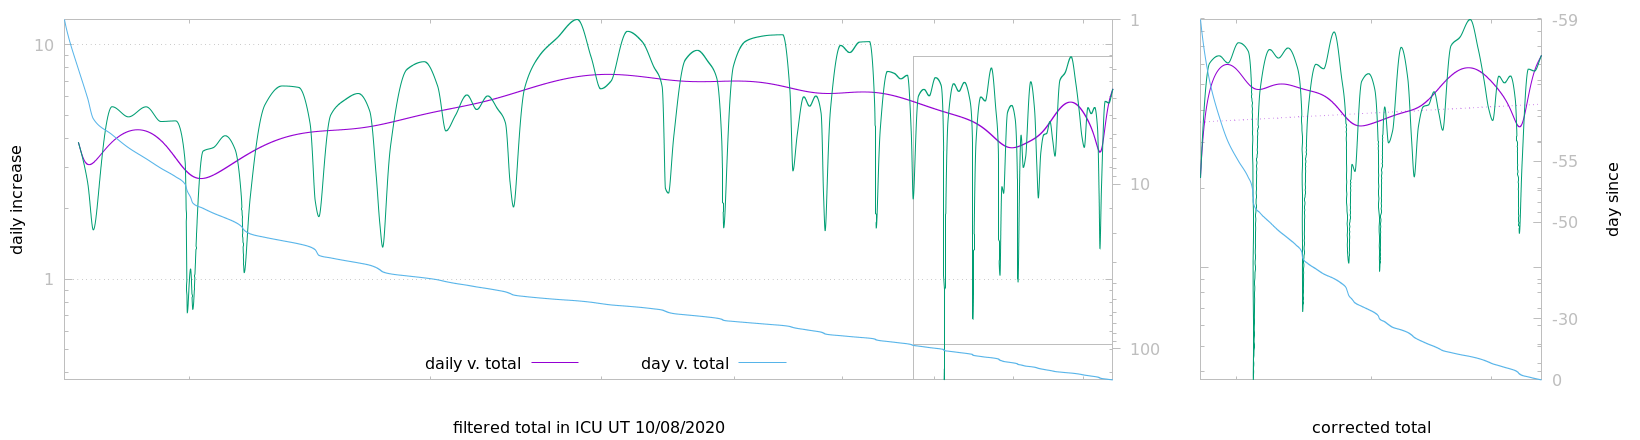 10
1
daily increase
1
10
100
daily v. total
day v. total
filtered total in ICU UT 10/08/2020
-59
-55
-50
-30
0
day since
corrected total